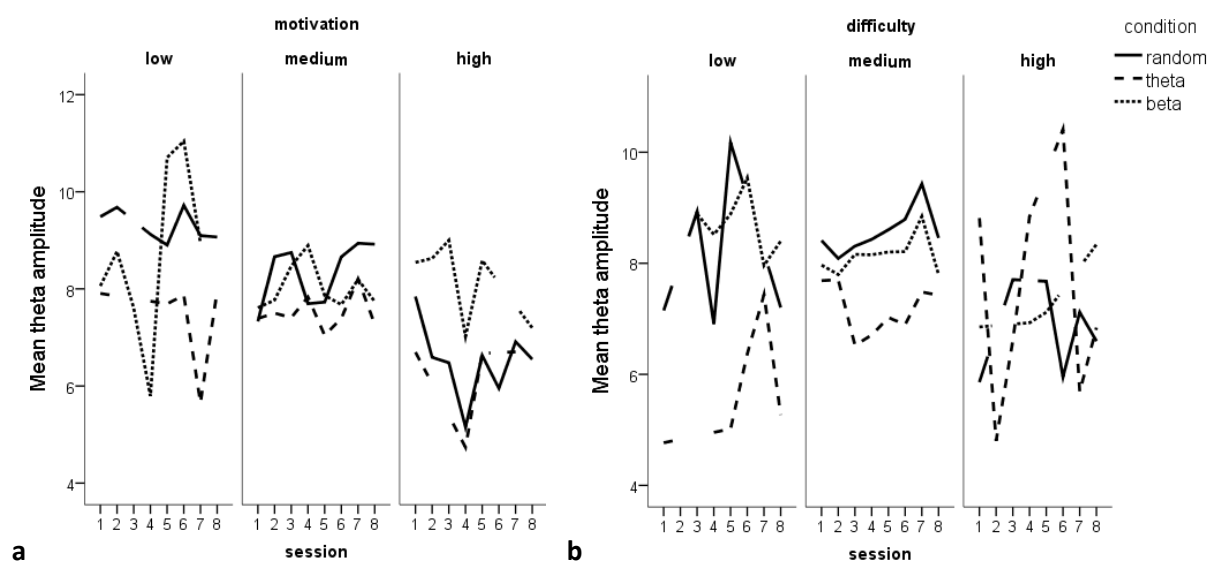 motivation
low medium high
12
10
8
6
4
Mean theta amplitude
1 2 3 4 5 6 7 8 1 2 3 4 5 6 7 8 1 2 3 4 5 6 7 8
session
a
difficulty
low medium high
10
8
6
4
Mean theta amplitude
1 2 3 4 5 6 7 8 1 2 3 4 5 6 7 8 1 2 3 4 5 6 7 8
session
b
condition
random
theta
beta